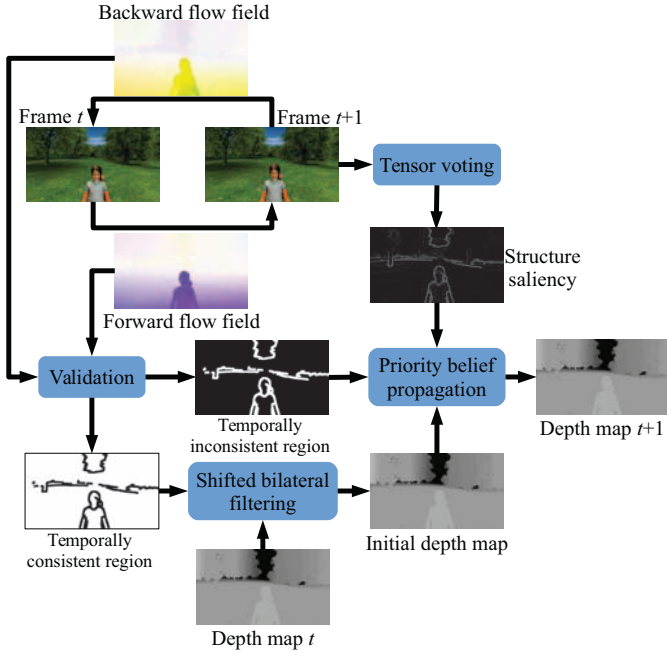 Backward flow field
Frame t
Frame t+1
Tensor voting
Structure
saliency
Forward flow field
Validation
Temporally
inconsistent region
Priority belief
propagation
Depth map t+1
Temporally
consistent region
Shifted bilateral
filtering
Initial depth map
Depth map t